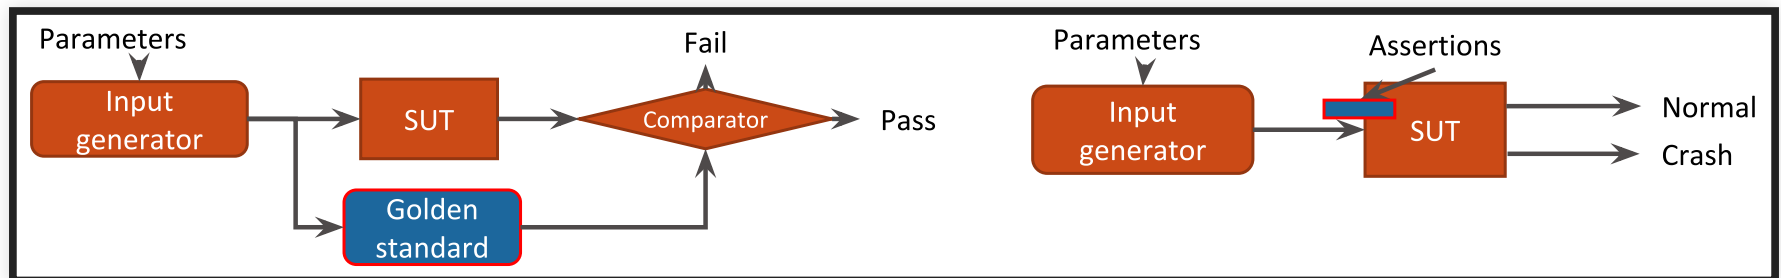 Parameters
Input
generator
SUT
Fail
Comparator
Pass
Golden
standard
Parameters
Assertions
Input
generator
SUT
Normal
Crash